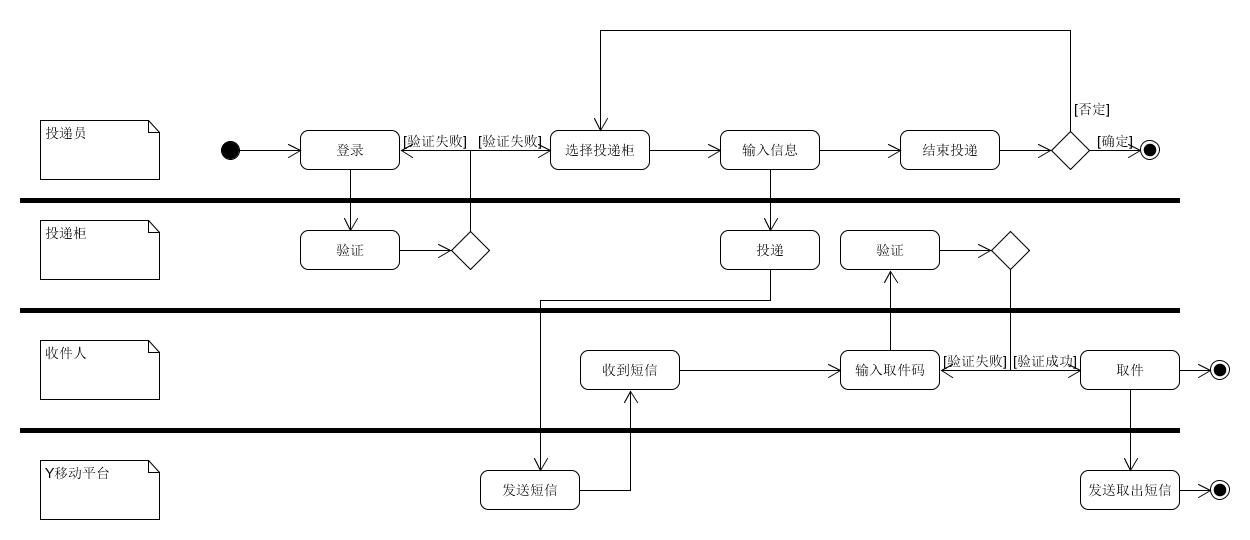 [否定]
投递员
登录
[验证失败]
[验证失败]
选择投递柜
输入信息
结束投递
[确定]
投递柜
验证
投递
验证
收件人
收到短信
输入取件码
[验证失败]
[验证成功]
取件
Y移动平台
发送短信
发送取出短信